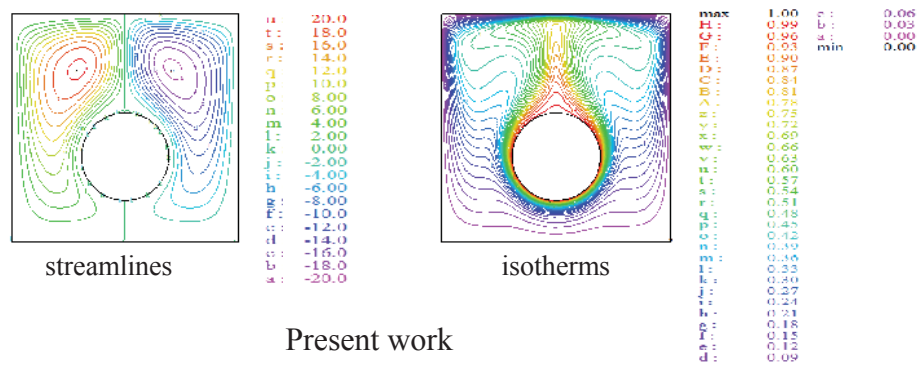 u 20.0
t: 18.0
s: 16.0
r: 14.0
q 12.0
p 10.0
o 8.00
n 6.00
m 4.00
l: 2.00
k 0.00
j: -2.00
i: -4.00
h -6.00
g: -8.00
f: -10.0
e: -12.0
d -14.0
c: -16.0
b -18.0
a: -20.0
streamlines
max 1.00
H: 0.99
G: 0.96
F: 0.93
E: 0.90
D: 0.87
C: 0.84
B: 0.81
A: 0.78
z: 0.75
y: 0.72
x: 0.69
w: 0.66
v: 0.63
u: 0.60
t: 0.57
s: 0.54
r: 0.51
q: 0.48
p: 0.45
o: 0.42
n: 0.39
m: 0.36
l: 0.33
k: 0.30
j: 0.27
i: 0.24
h: 0.21
g: 0.18
f: 0.15
e: 0.12
d: 0.09
c: 0.06
b: 0.03
a: 0.00
min 0.00
isotherms
Present work